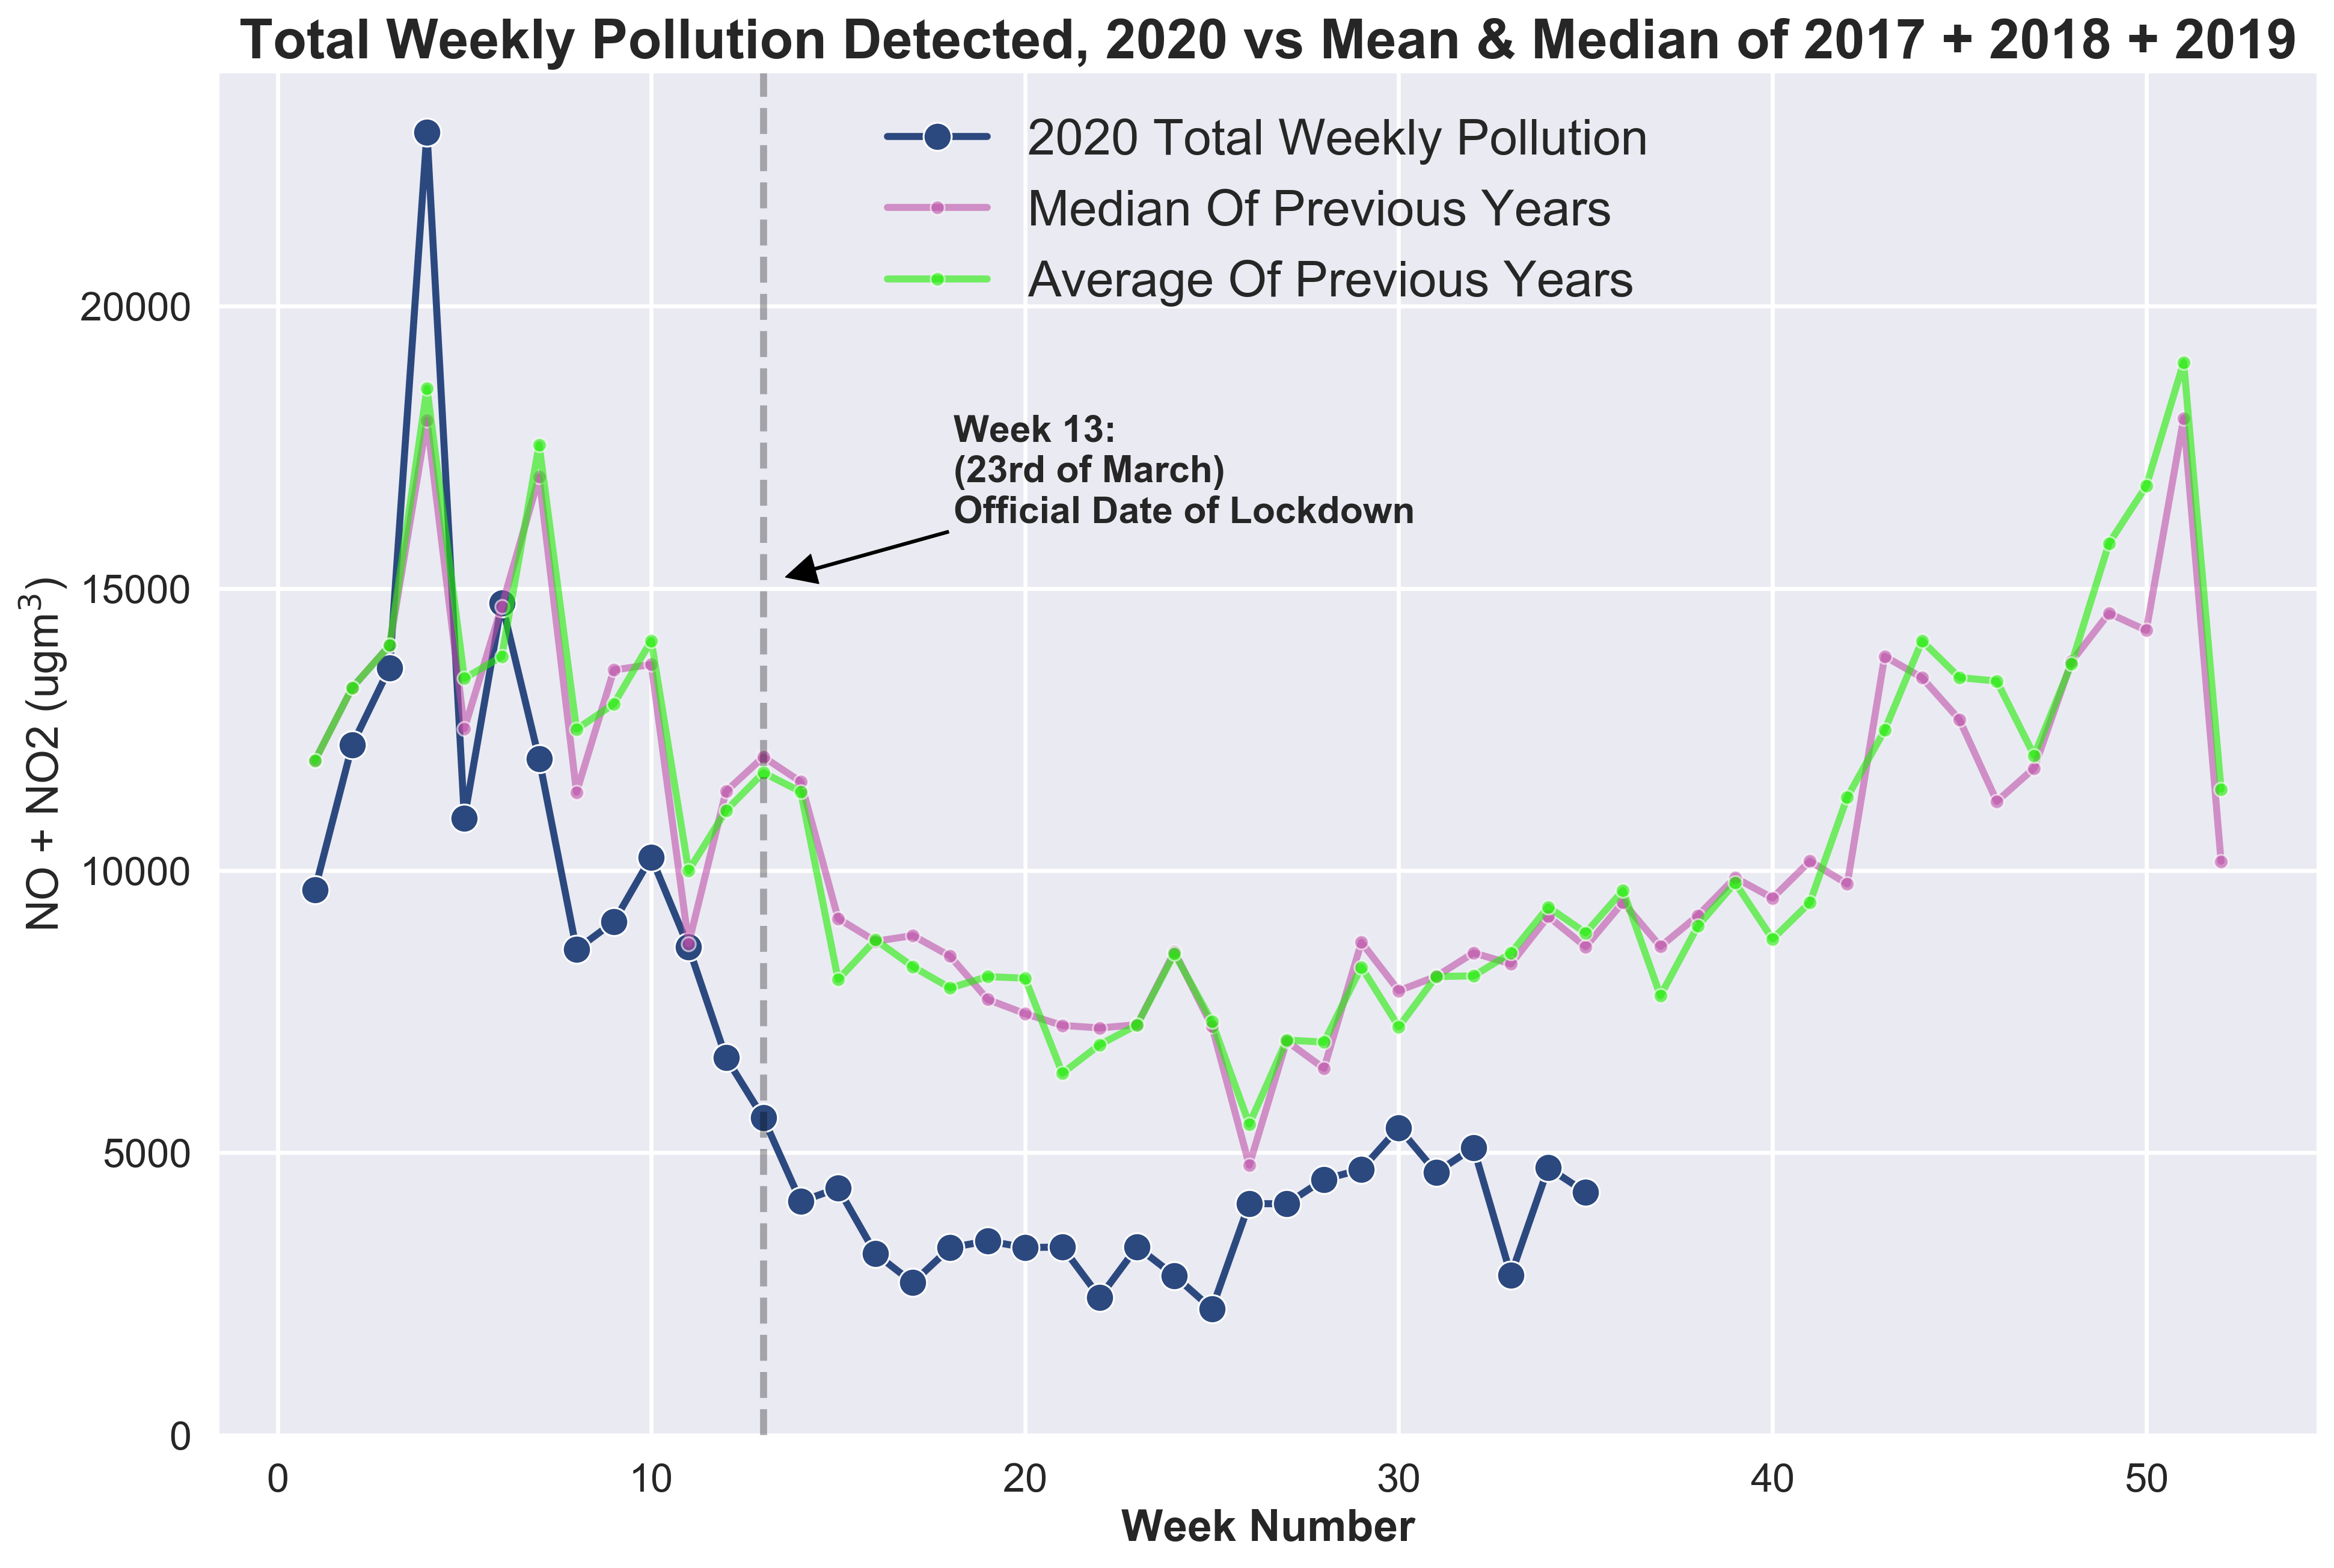 Total Weekly Pollution Detected, 2020 vs Mean & Median of 2017 + 2018 + 2019
2020 Total Weekly Pollution
Median Of Previous Years
Average Of Previous Years
Week 13:
(23rd of March)
Official Date of Lockdown
NO + NO2 (ugm³)
20000
15000
10000
5000
0
0 10 20 30 40 50
Week Number